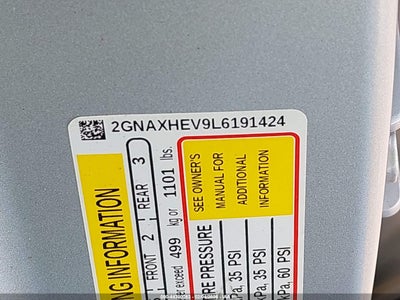 2GNAXHEV9L6191424
NG INFORMATION
FRONT 2 REAR 3
exceed 499 kg or 1101 lbs.
SEE OWNER'S
MANUAL FOR
ADDITIONAL
INFORMATION
RE PRESSURE
kPa, 35 PSI
kPa, 35 PSI
kPa, 60 PSI